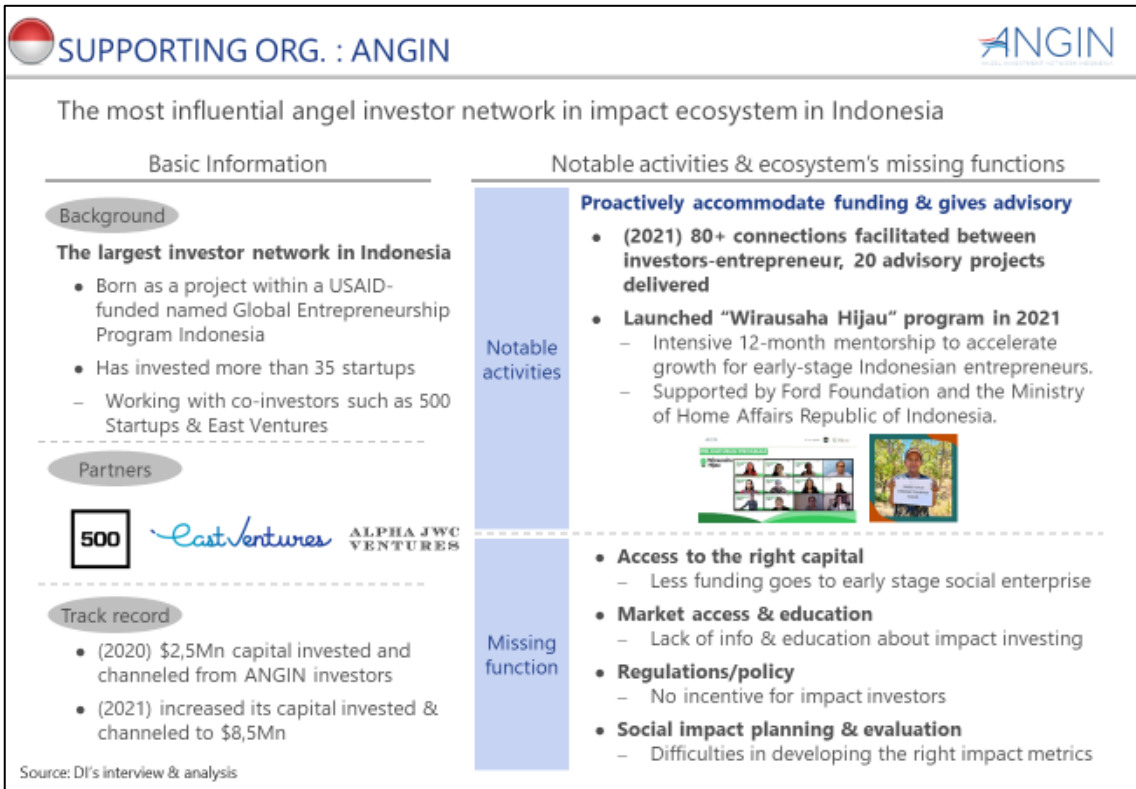 SUPPORTING ORG. : ANGIN
ANGIN
ANGEL INVESTMENT NETWORK INDONESIA
The most influential angel investor network in impact ecosystem in Indonesia
Basic Information
Background
The largest investor network in Indonesia
● Born as a project within a USAID-
funded named Global Entrepreneurship
Program Indonesia
● Has invested more than 35 startups
– Working with co-investors such as 500
Startups & East Ventures
Partners
500
East Ventures
ALPHA JWC
VENTURES
Track record
● (2020) $2,5Mn capital invested and
channeled from ANGIN investors
● (2021) increased its capital invested &
channeled to $8,5Mn
Notable activities & ecosystem's missing functions
Notable
activities
Proactively accommodate funding & gives advisory
● (2021) 80+ connections facilitated between
investors-entrepreneur, 20 advisory projects
delivered
● Launched “Wirausaha Hijau” program in 2021
– Intensive 12-month mentorship to accelerate
growth for early-stage Indonesian entrepreneurs.
– Supported by Ford Foundation and the Ministry
of Home Affairs Republic of Indonesia.
Wirausaha
Hijau
Missing
function
● Access to the right capital
– Less funding goes to early stage social enterprise
● Market access & education
– Lack of info & education about impact investing
● Regulations/policy
– No incentive for impact investors
● Social impact planning & evaluation
– Difficulties in developing the right impact metrics
Source: DI's interview & analysis